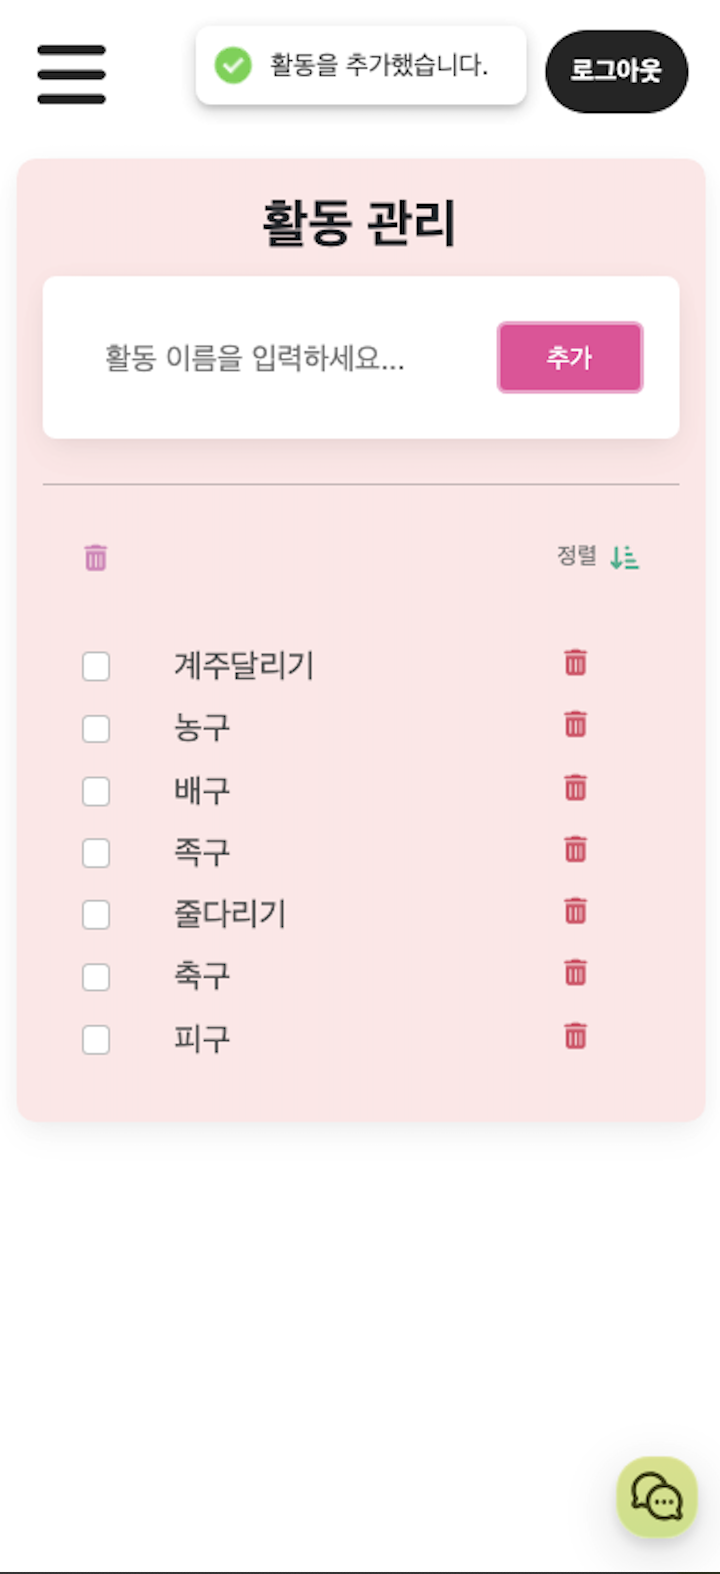 활동을 추가했습니다.
로그아웃
활동 관리
활동 이름을 입력하세요...
추가
정렬
계주달리기
농구
배구
족구
줄다리기
축구
피구